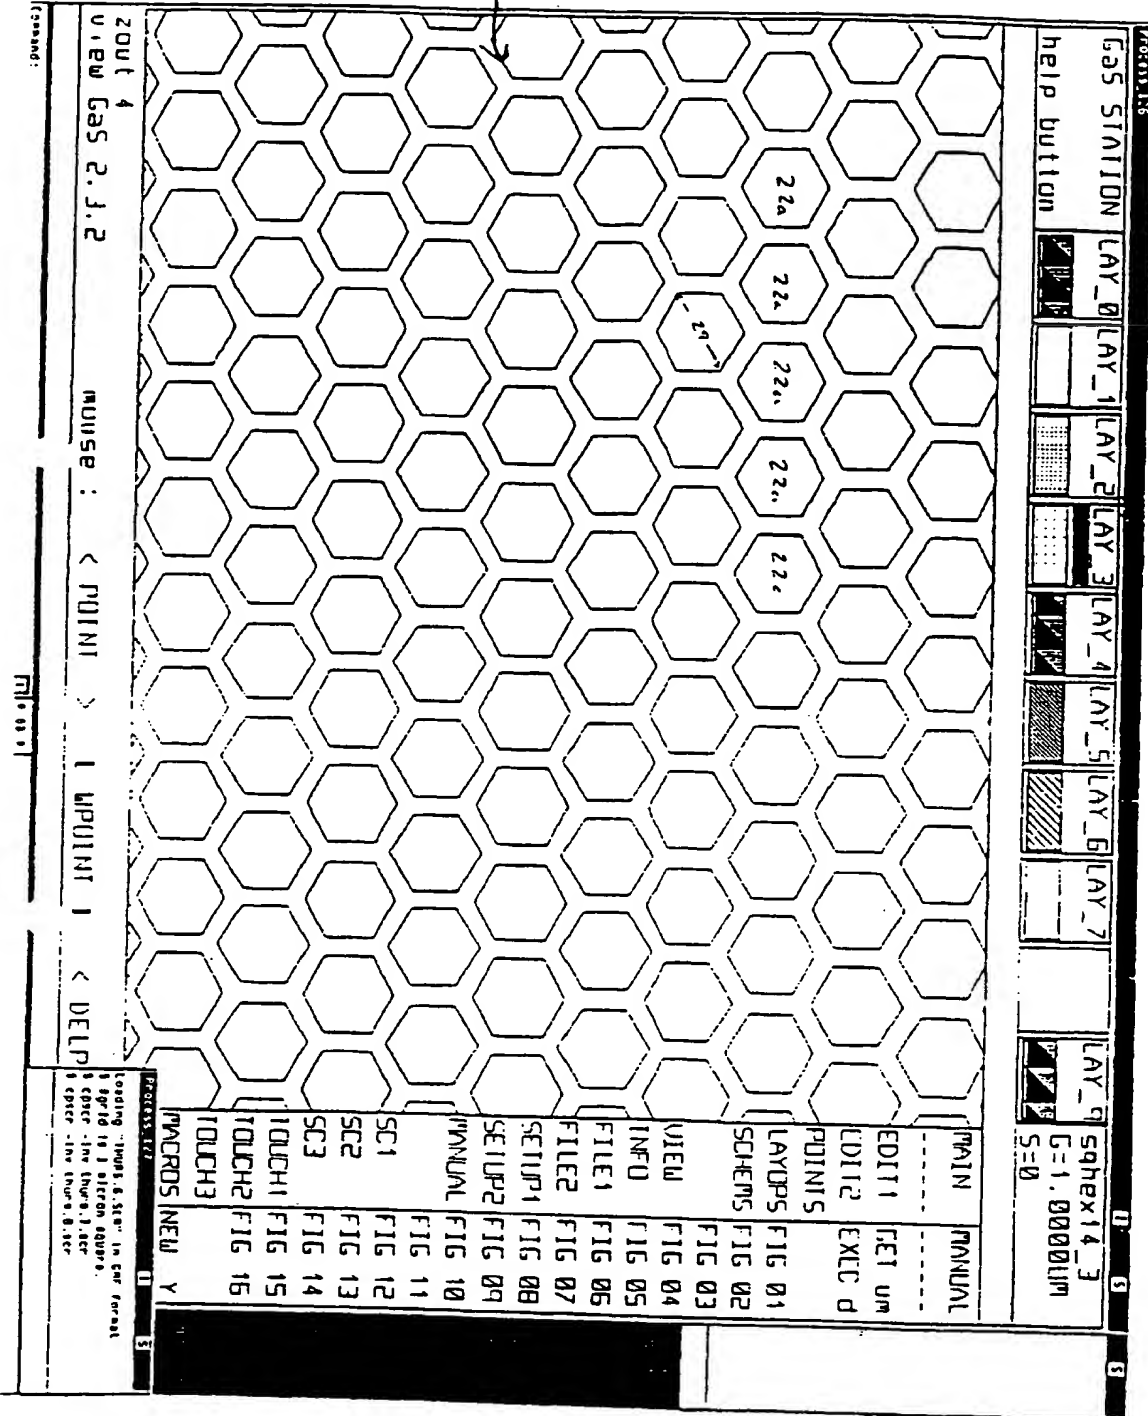 GaS STATION
help button
LAY_0
LAY_1
LAY_2
LAY_3
LAY_4
LAY_5
LAY_6
LAY_7
LAY_9
sqhex14_3
G=1.0000UM
S=0
22a
22a
22a
22a
22a
29
MAIN MANUAL
------ ------
EDIT1 GET um
EDIT2 EXEC d
POINTS
LAYOPS FIG 01
SCHEMS FIG 02
FIG 03
VIEW FIG 04
INFO FIG 05
FILE1 FIG 06
FILE2 FIG 07
SETUP1 FIG 08
SETUP2 FIG 09
MANUAL FIG 10
FIG 11
SC1 FIG 12
SC2 FIG 13
SC3 FIG 14
TOUCH1 FIG 15
TOUCH2 FIG 16
TOUCH3
MACROS NEW Y
zout 4
view GaS 2.3.2
mouse : < POINT > [ WPOINT ] < DELP
Command: